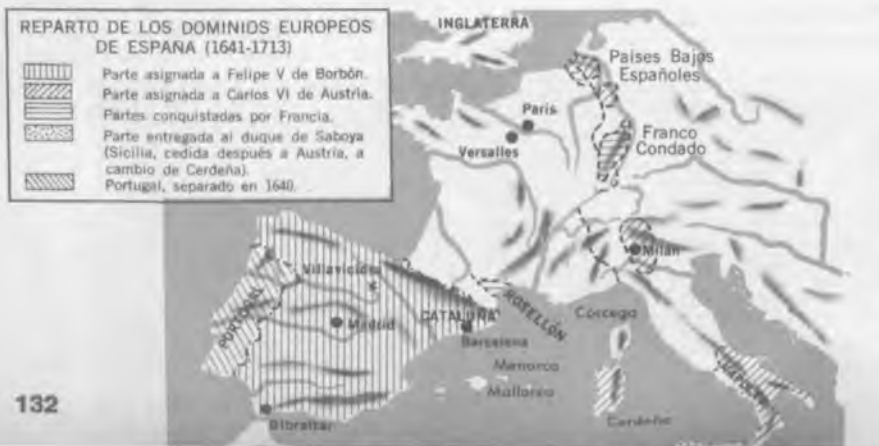 REPARTO DE LOS DOMINIOS EUROPEOS
DE ESPAÑA (1641-1713)
Parte asignada a Felipe V de Borbón.
Parte asignada a Carlos VI de Austria.
Partes conquistadas por Francia.
Parte entregada al duque de Saboya
(Sicilia, cedida después a Austria, a
cambio de Cerdeña).
Portugal, separado en 1640.
INGLATERRA
Países Bajos
Españoles
París
Versalles
Franco
Condado
Milán
Villaviciosa
PORTUGAL
Madrid
CATALUÑA
ROSELLÓN
Barcelona
Córcega
Menorca
Mallorca
Cerdeña
NÁPOLES
Gibraltar
132